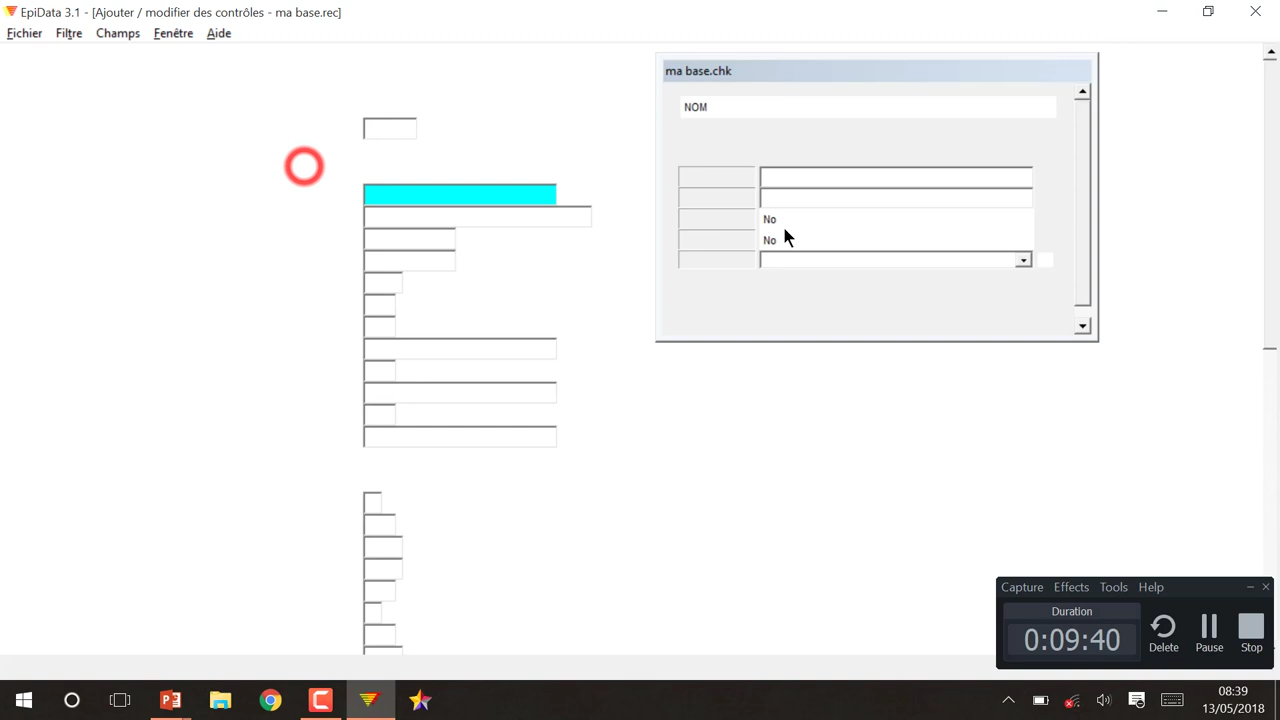 EpiData 3.1 - [Ajouter / modifier des contrôles - ma base.rec]
Fichier Filtre Champs Fenêtre Aide
ma base.chk
NOM
No
No
Capture Effects Tools Help
Duration
0:09:40
Delete Pause Stop
08:39
13/05/2018